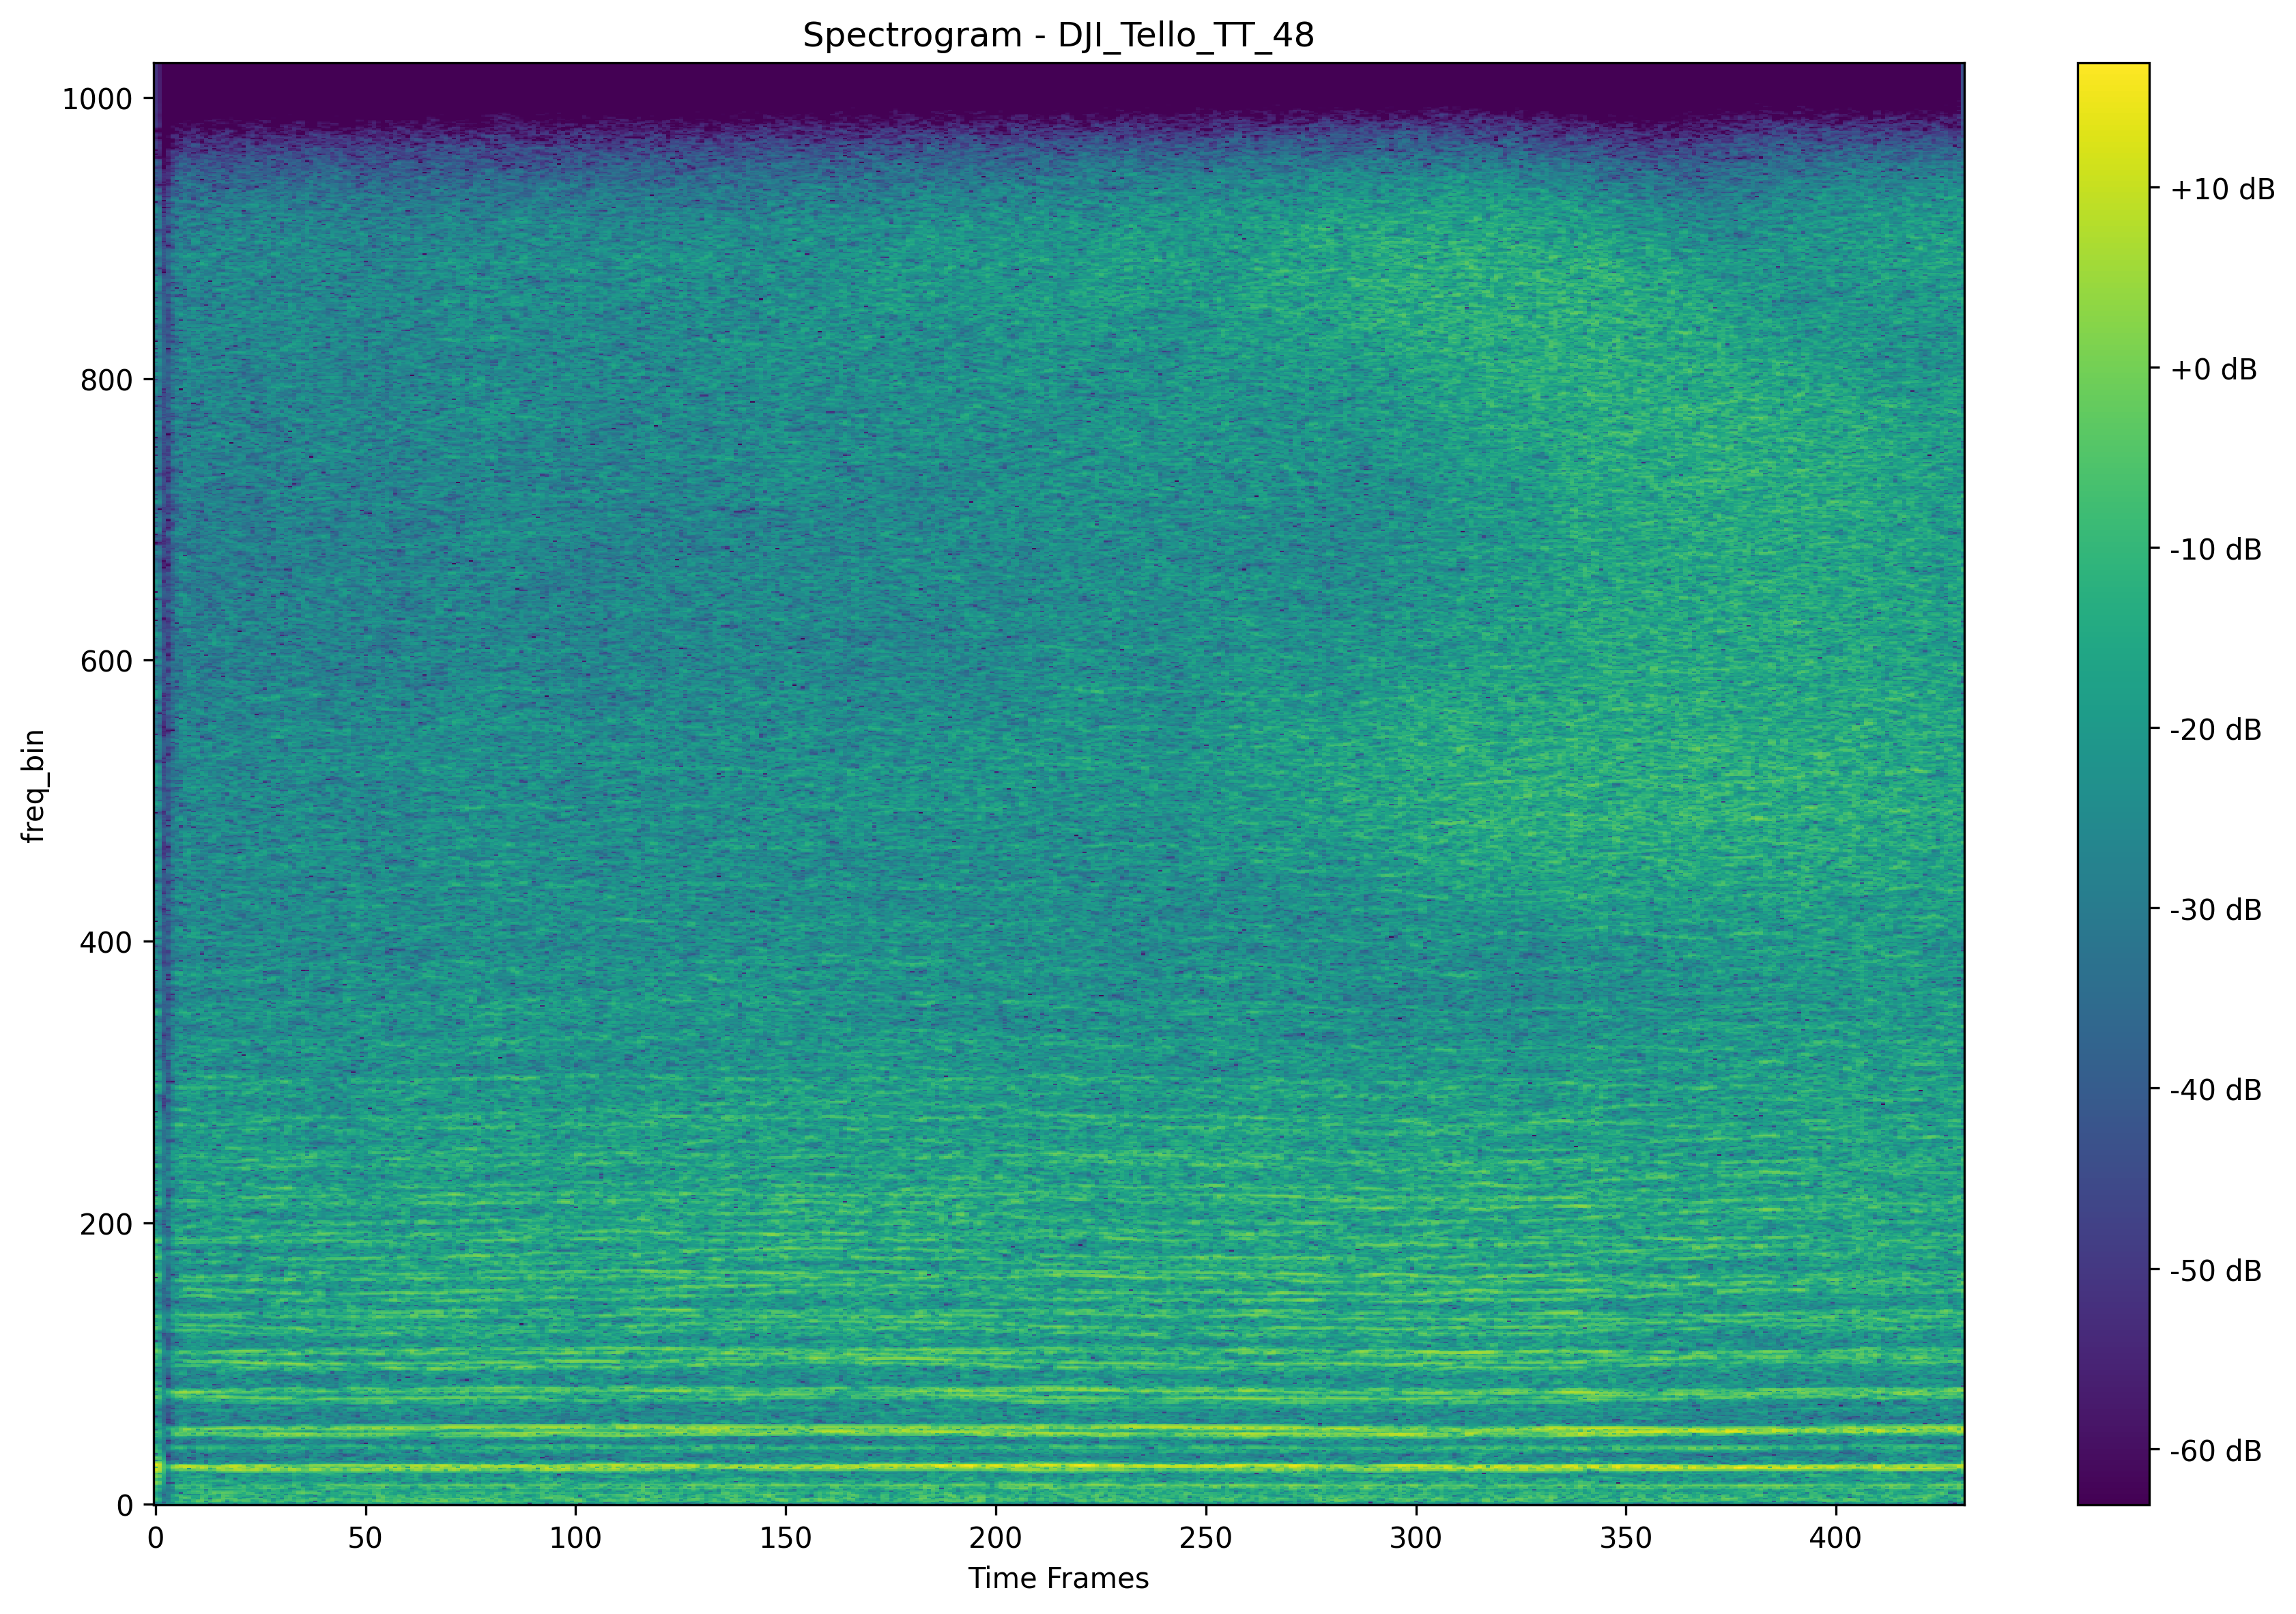 Spectrogram - DJI_Tello_TT_48
1000
800
600
400
200
0
freq_bin
0 50 100 150 200 250 300 350 400
Time Frames
+10 dB
+0 dB
-10 dB
-20 dB
-30 dB
-40 dB
-50 dB
-60 dB